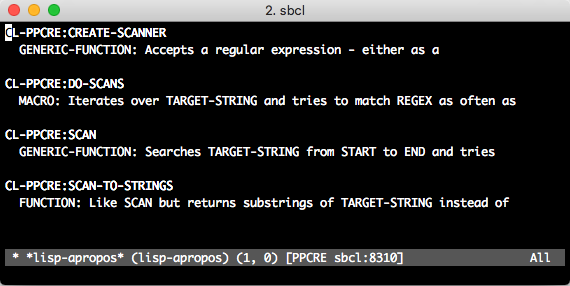 2. sbcl
CL-PPCRE:CREATE-SCANNER
GENERIC-FUNCTION: Accepts a regular expression - either as a
CL-PPCRE:DO-SCANS
MACRO: Iterates over TARGET-STRING and tries to match REGEX as often as
CL-PPCRE:SCAN
GENERIC-FUNCTION: Searches TARGET-STRING from START to END and tries
CL-PPCRE:SCAN-TO-STRINGS
FUNCTION: Like SCAN but returns substrings of TARGET-STRING instead of
* *lisp-apropos* (lisp-apropos) (1, 0) [PPCRE sbcl:8310] All